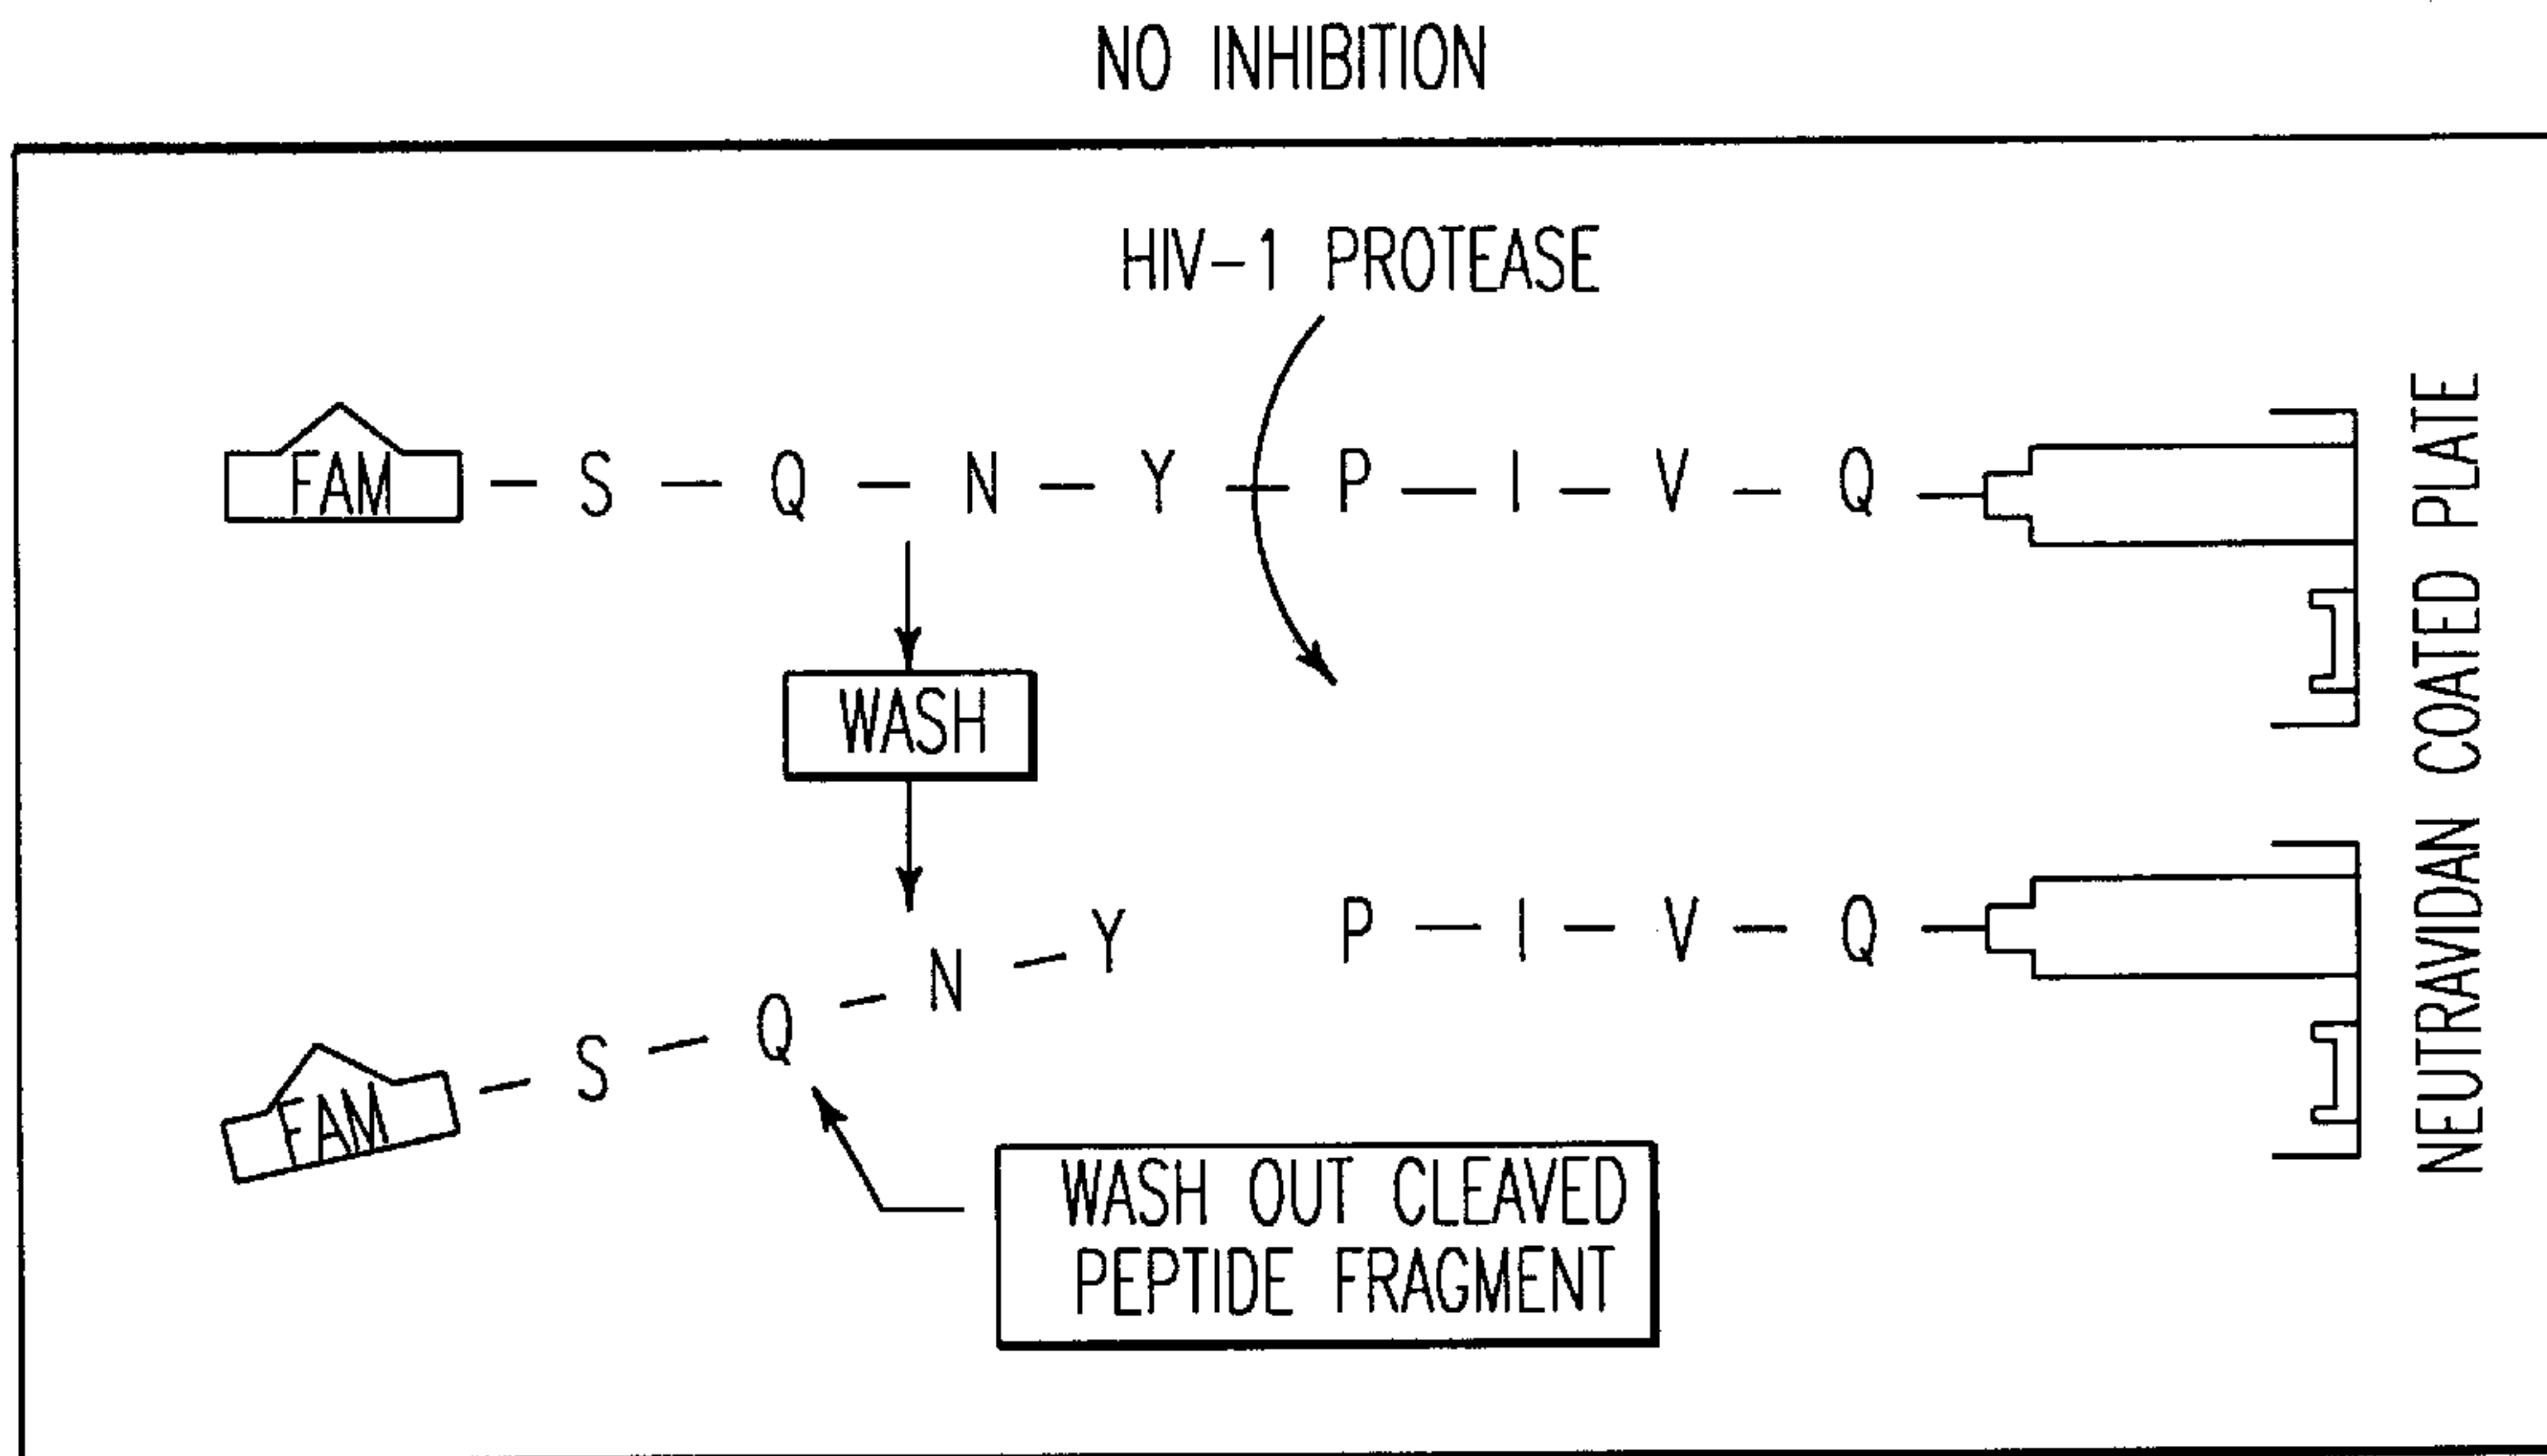 NO INHIBITION
HIV-1 PROTEASE
FAM - S - Q - N - Y - P - I - V - Q
WASH
FAM - S - Q - N - Y P - I - V - Q
WASH OUT CLEAVED
PEPTIDE FRAGMENT
NEUTRAVIDAN COATED PLATE